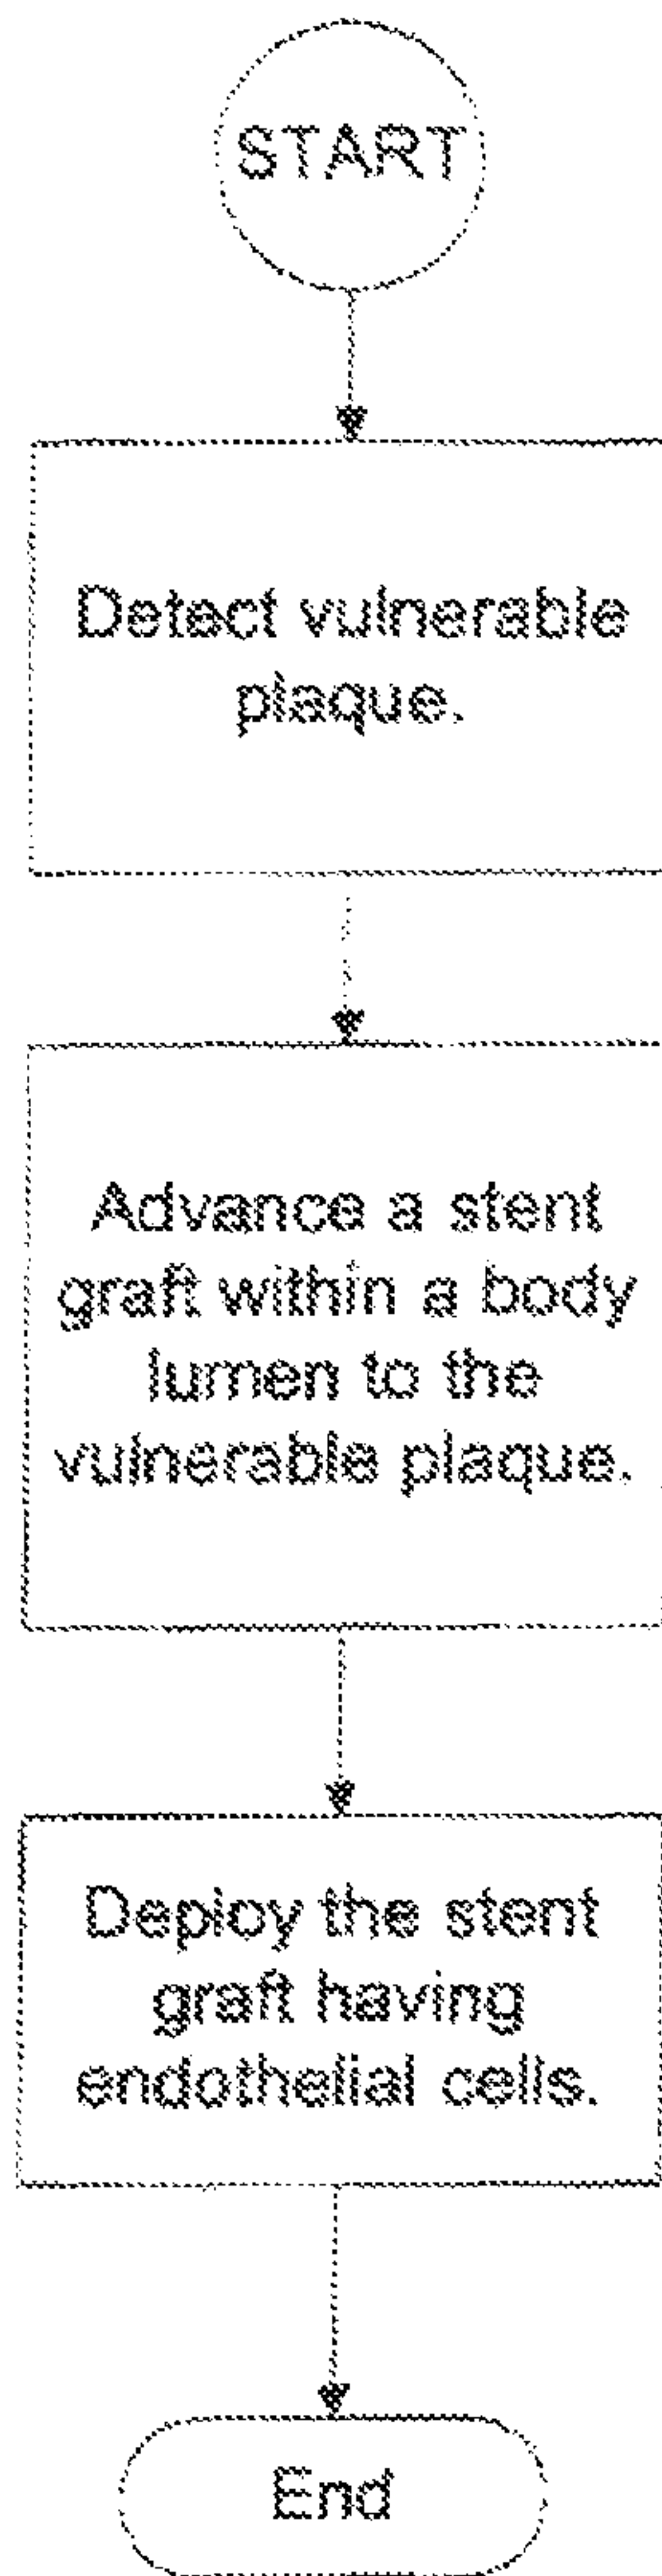 START
Detect vulnerable
plaque.
Advance a stent
graft within a body
lumen to the
vulnerable plaque.
Deploy the stent
graft having
endothelial cells.
End